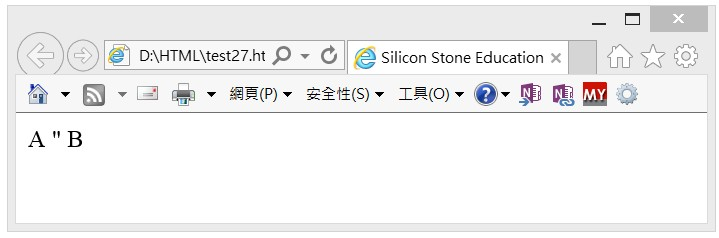 D:\HTML\test27.ht
Silicon Stone Education
網頁(P) 安全性(S) 工具(O) MY
A " B